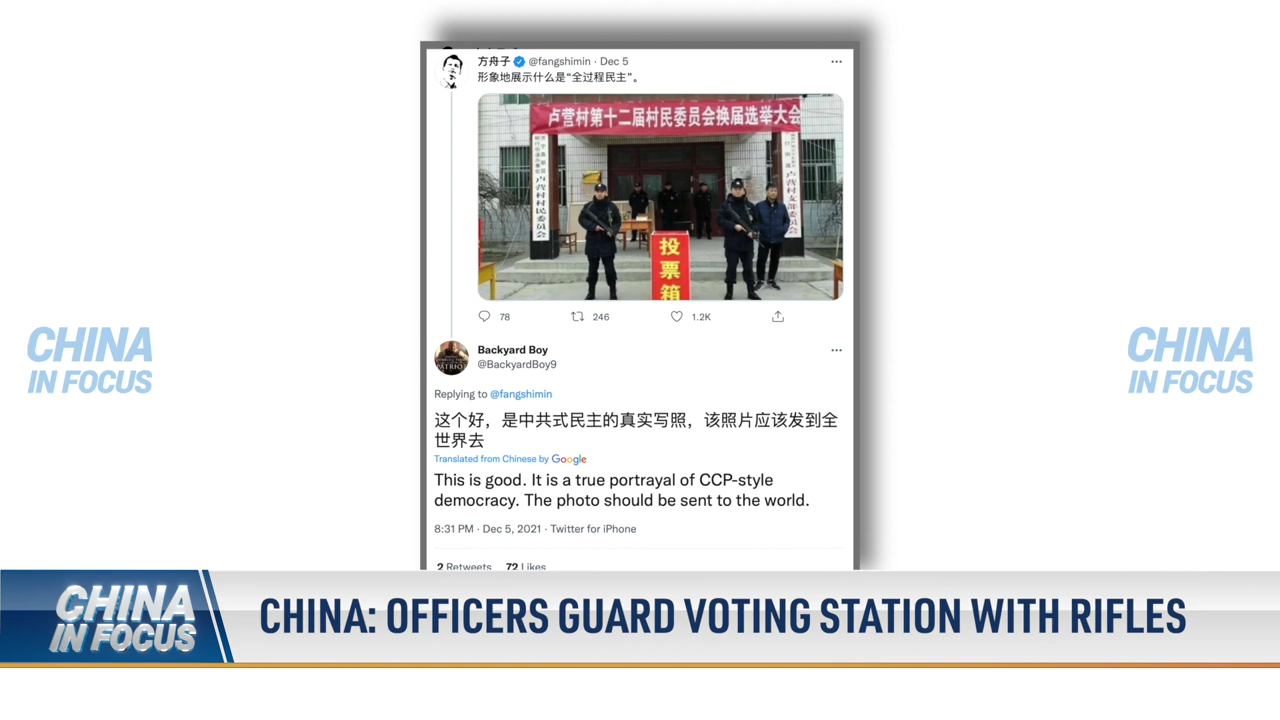 方舟子 @fangshimin · Dec 5
形象地展示什么是“全过程民主”。
卢营村第十二届村民委员会换届选举大会
卢营村村民委员会
卢营村支部委员会
投票箱
78 246 1.2K
Backyard Boy
@BackyardBoy9
PATRIOT
Replying to @fangshimin
这个好，是中共式民主的真实写照，该照片应该发到全
世界去
Translated from Chinese by Google
This is good. It is a true portrayal of CCP-style
democracy. The photo should be sent to the world.
8:31 PM · Dec 5, 2021 · Twitter for iPhone
2 Retweets 72 Likes
CHINA
IN FOCUS
CHINA
IN FOCUS
CHINA
IN FOCUS
CHINA: OFFICERS GUARD VOTING STATION WITH RIFLES